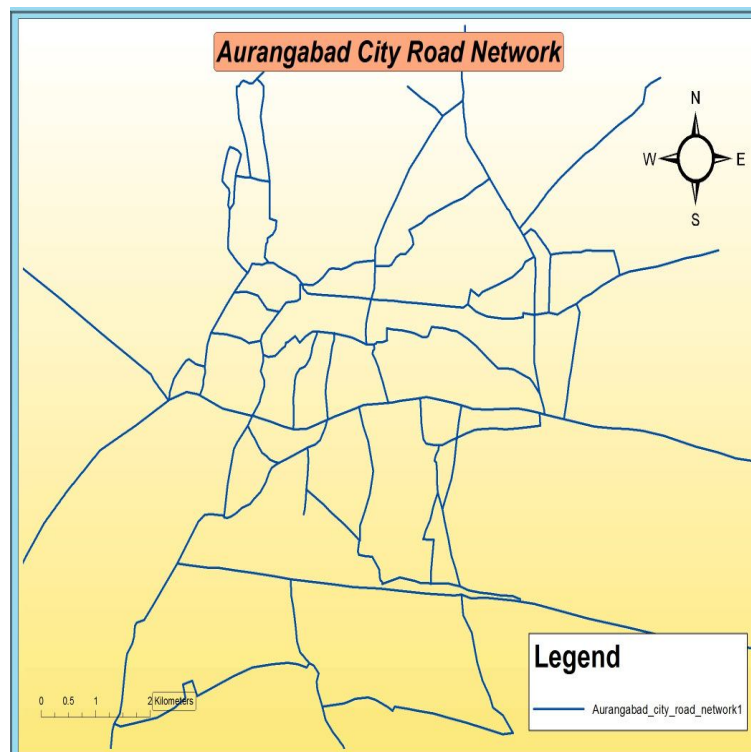 Aurangabad City Road Network
N
W E
S
Legend
Aurangabad_city_road_network1
0 0.5 1 2 Kilometers